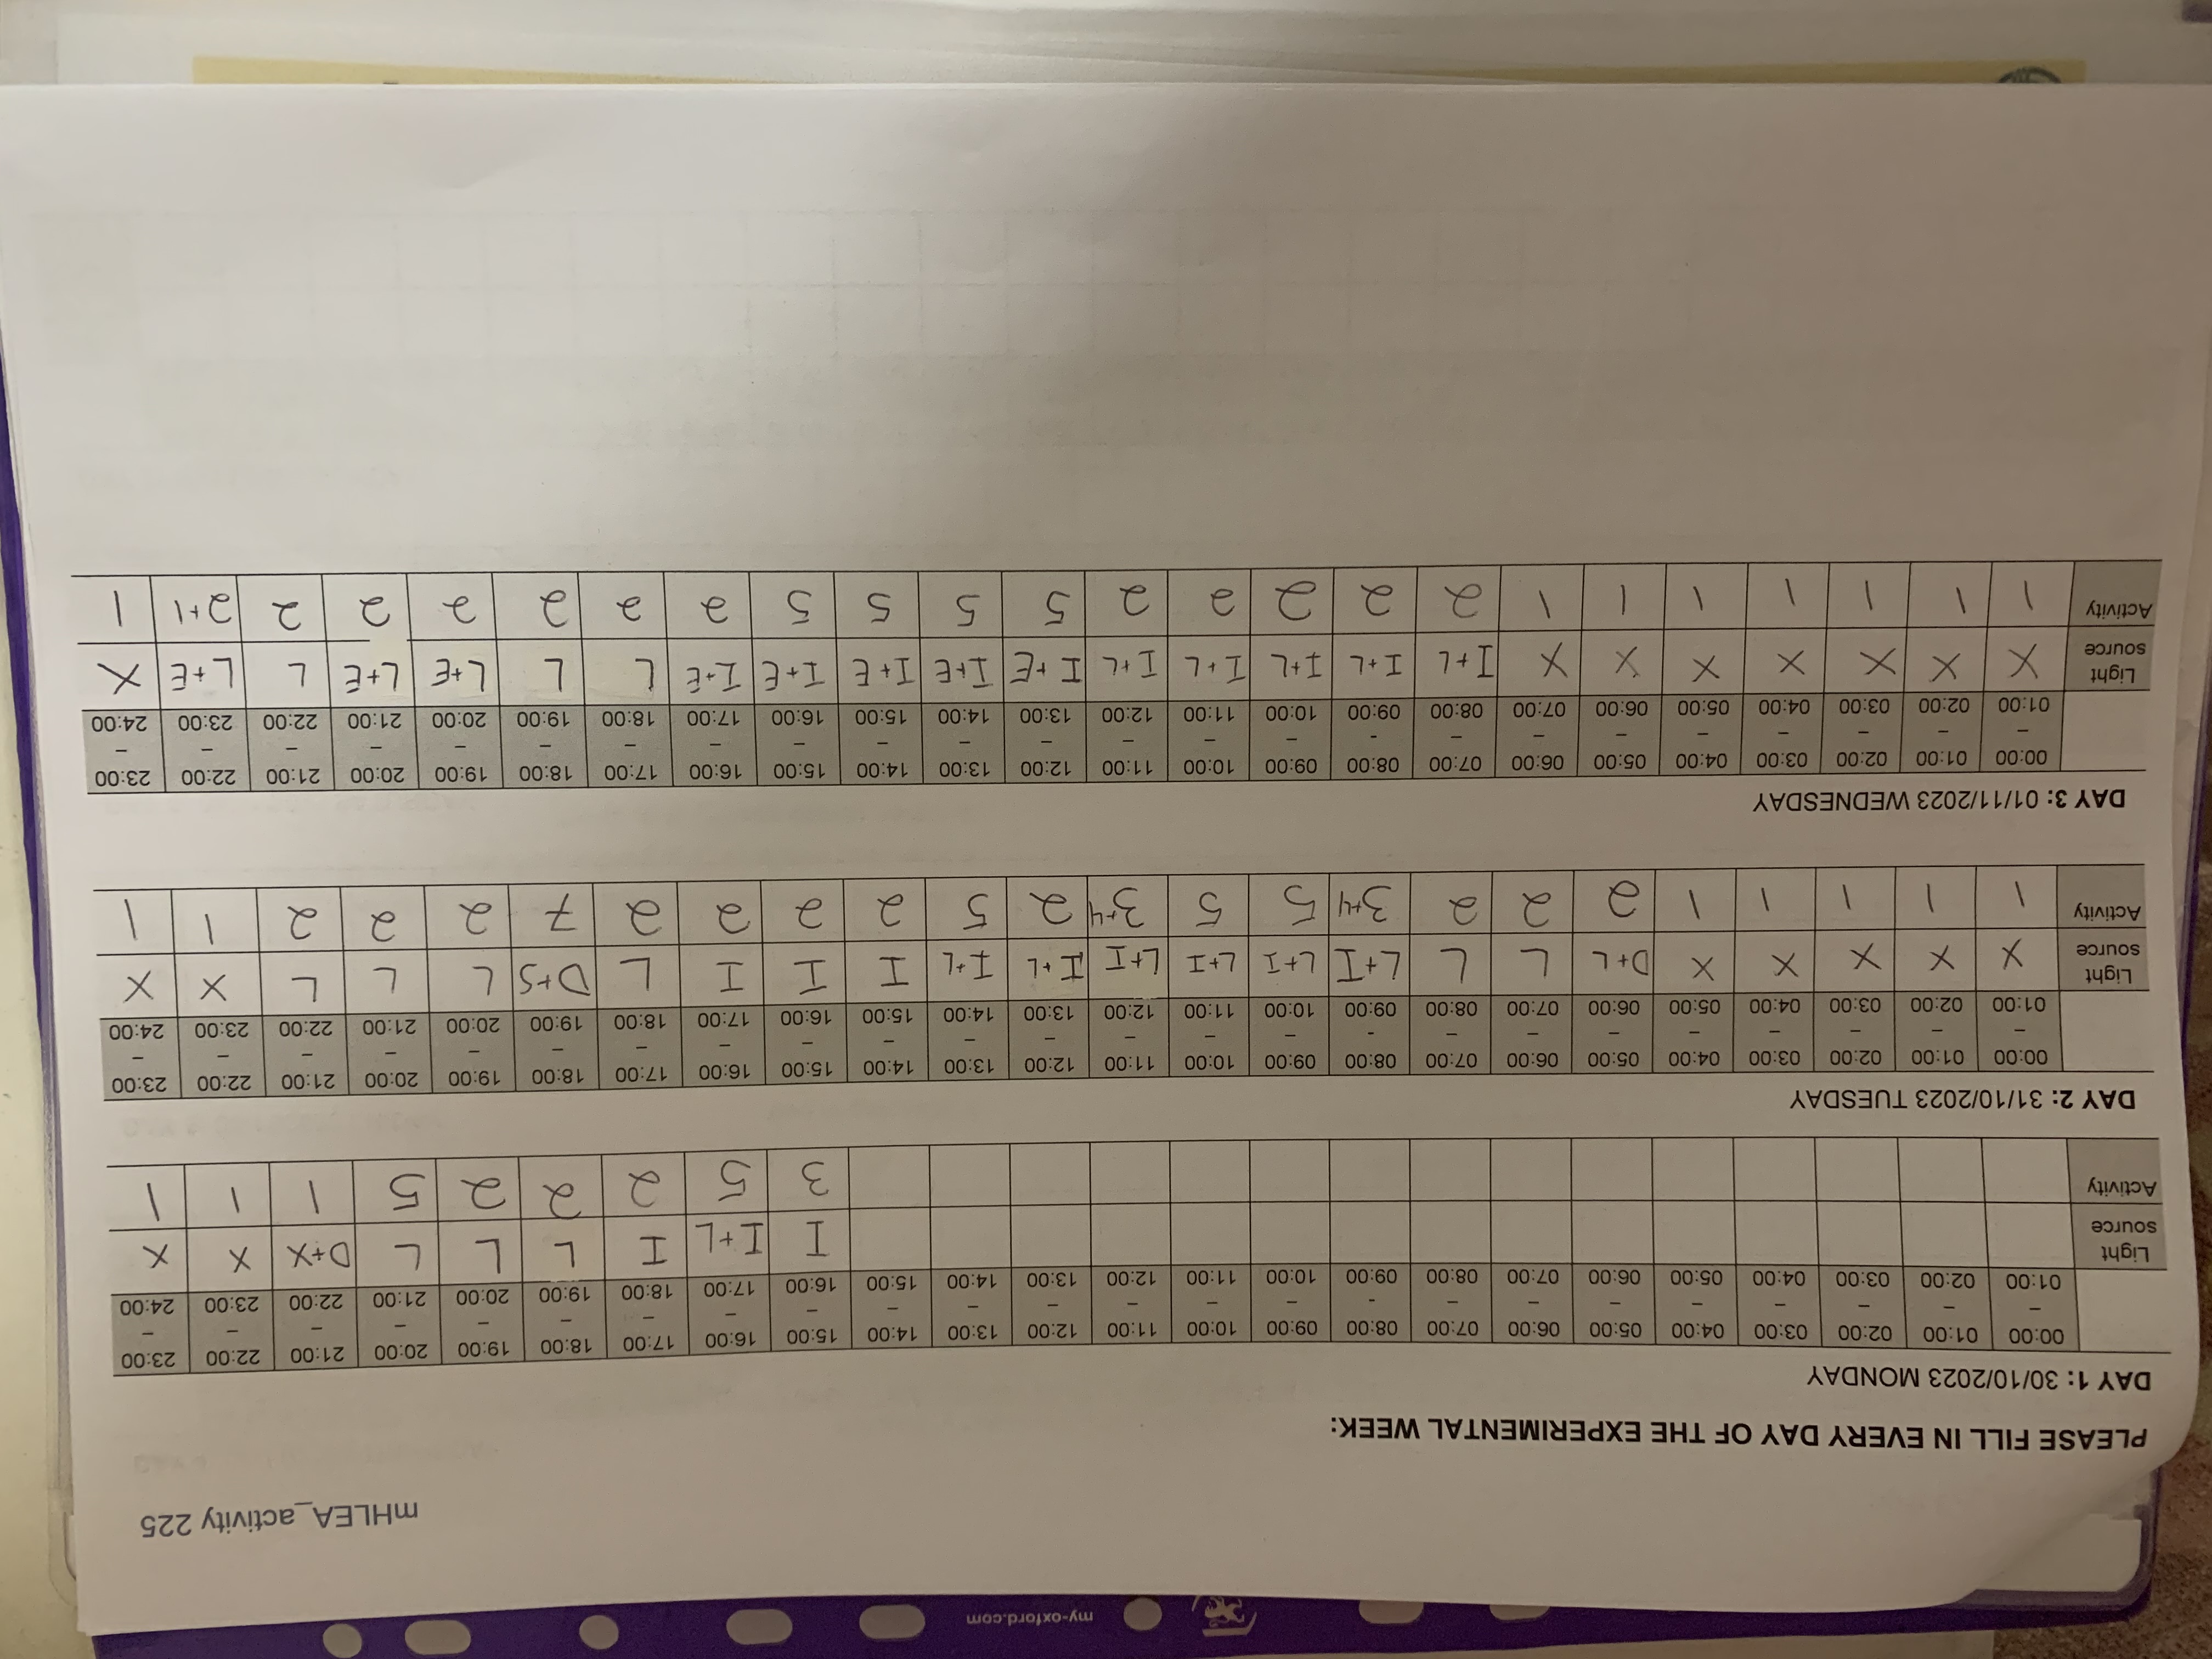 my-oxford.com
mHLEA_activity 225
PLEASE FILL IN EVERY DAY OF THE EXPERIMENTAL WEEK:
DAY 1: 30/10/2023 MONDAY
00:00 – 01:00 01:00 – 02:00 02:00 – 03:00 03:00 – 04:00 04:00 – 05:00 05:00 – 06:00 06:00 – 07:00 07:00 – 08:00 08:00 - 09:00 09:00 – 10:00 10:00 – 11:00 11:00 – 12:00 12:00 – 13:00 13:00 – 14:00 14:00 – 15:00 15:00 – 16:00 16:00 – 17:00 17:00 – 18:00 18:00 – 19:00 19:00 – 20:00 20:00 – 21:00 21:00 – 22:00 22:00 – 23:00 23:00 – 24:00
Light source I I+L I L L L D+X X X
Activity 3 5 2 2 2 5 1 1 1
DAY 2: 31/10/2023 TUESDAY
00:00 – 01:00 01:00 – 02:00 02:00 – 03:00 03:00 – 04:00 04:00 – 05:00 05:00 – 06:00 06:00 – 07:00 07:00 – 08:00 08:00 - 09:00 09:00 – 10:00 10:00 – 11:00 11:00 – 12:00 12:00 – 13:00 13:00 – 14:00 14:00 – 15:00 15:00 – 16:00 16:00 – 17:00 17:00 – 18:00 18:00 – 19:00 19:00 – 20:00 20:00 – 21:00 21:00 – 22:00 22:00 – 23:00 23:00 – 24:00
Light source X X X X X D+L L L L+I L+I L+I L+I I+L I+L I I I L D+S L L L X X
Activity 1 1 1 1 1 2 2 2 3+4 5 5 3+4 2 5 2 2 2 2 7 2 2 2 1 1
DAY 3: 01/11/2023 WEDNESDAY
00:00 – 01:00 01:00 – 02:00 02:00 – 03:00 03:00 – 04:00 04:00 – 05:00 05:00 – 06:00 06:00 – 07:00 07:00 – 08:00 08:00 - 09:00 09:00 – 10:00 10:00 – 11:00 11:00 – 12:00 12:00 – 13:00 13:00 – 14:00 14:00 – 15:00 15:00 – 16:00 16:00 – 17:00 17:00 – 18:00 18:00 – 19:00 19:00 – 20:00 20:00 – 21:00 21:00 – 22:00 22:00 – 23:00 23:00 – 24:00
Light source X X X X X X X I+L I+L I+L I+L I+L I+E I+E I+E I+E I+E L L L+E L+E L L+E X
Activity 1 1 1 1 1 1 1 2 2 2 2 2 5 5 5 5 2 2 2 2 2 2 2+1 1